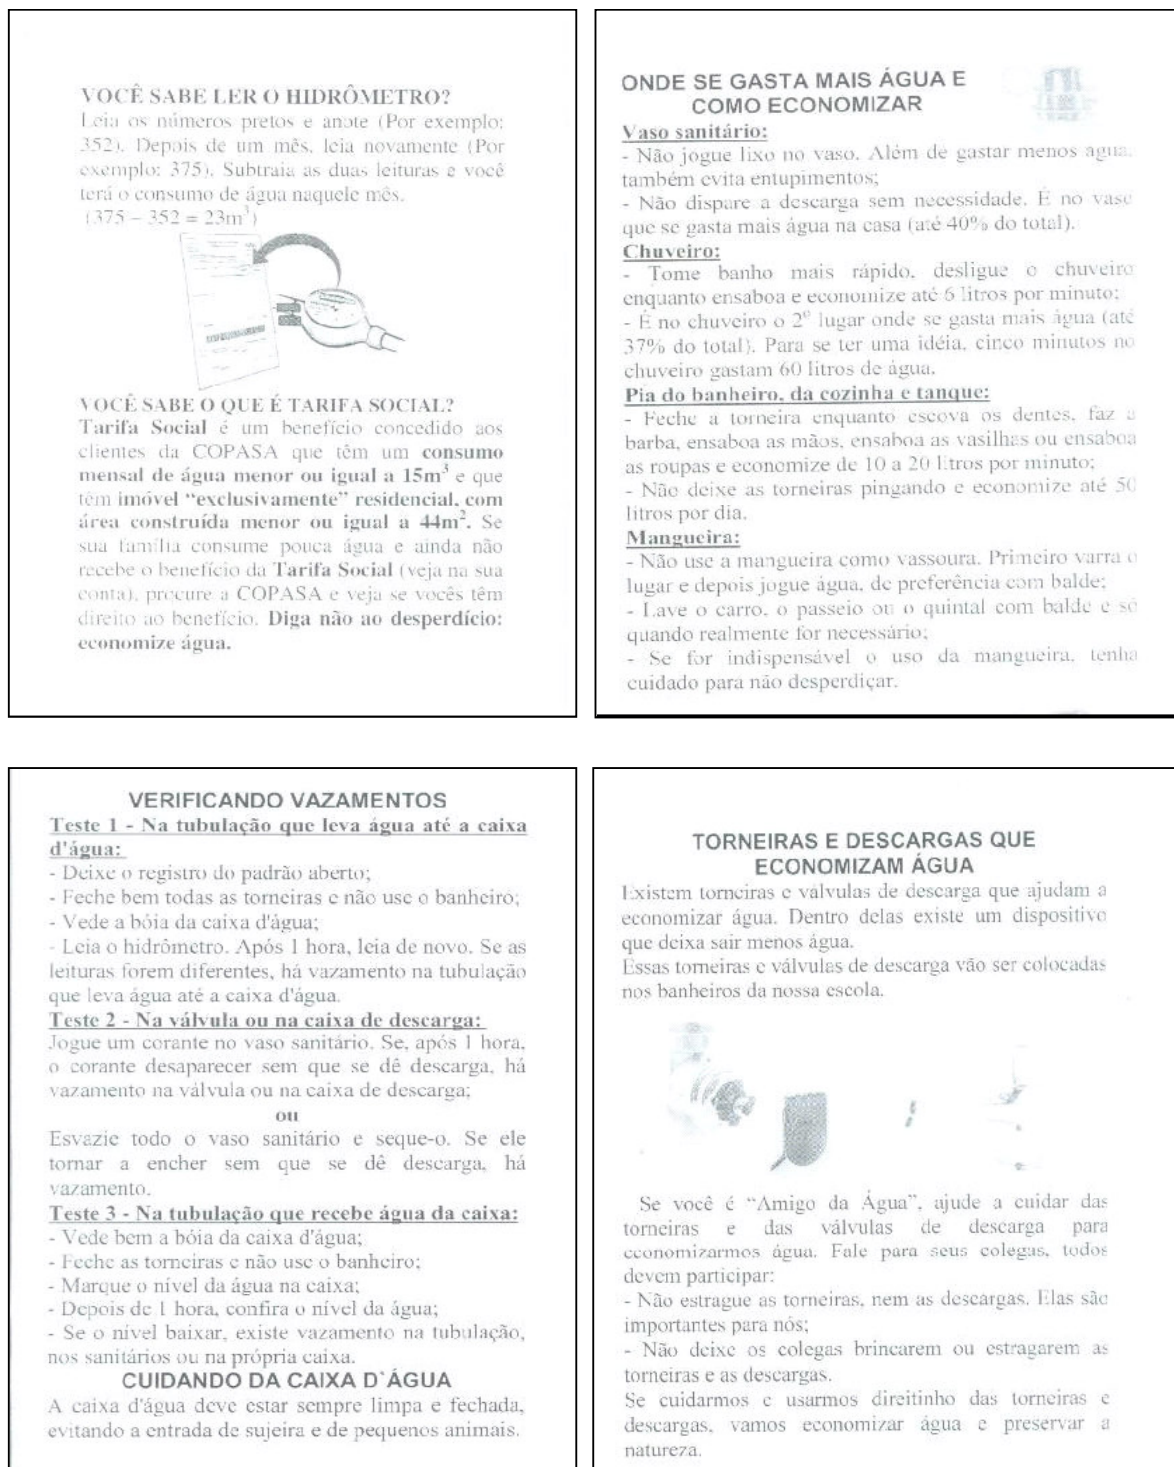 VOCÊ SABE LER O HIDRÔMETRO?
Leia os números pretos e anote (Por exemplo:
352). Depois de um mês, leia novamente (Por
exemplo: 375). Subtraia as duas leituras e você
terá o consumo de água naquele mês.
(375 – 352 = 23m³)
VOCÊ SABE O QUE É TARIFA SOCIAL?
Tarifa Social é um benefício concedido aos
clientes da COPASA que têm um consumo
mensal de água menor ou igual a 15m³ e que
têm imóvel “exclusivamente” residencial, com
área construída menor ou igual a 44m². Se
sua família consume pouca água e ainda não
recebe o benefício da Tarifa Social (veja na sua
conta), procure a COPASA e veja se vocês têm
direito ao benefício. Diga não ao desperdício:
economize água.
ONDE SE GASTA MAIS ÁGUA E
COMO ECONOMIZAR
Vaso sanitário:
- Não jogue lixo no vaso. Além de gastar menos agua,
também evita entupimentos;
- Não dispare a descarga sem necessidade. É no vaso
que se gasta mais água na casa (até 40% do total).
Chuveiro:
- Tome banho mais rápido, desligue o chuveiro
enquanto ensaboa e economize até 6 litros por minuto;
- É no chuveiro o 2º lugar onde se gasta mais água (até
37% do total). Para se ter uma idéia, cinco minutos no
chuveiro gastam 60 litros de água.
Pia do banheiro, da cozinha e tanque:
- Feche a torneira enquanto escova os dentes, faz a
barba, ensaboa as mãos, ensaboa as vasilhas ou ensaboa
as roupas e economize de 10 a 20 litros por minuto;
- Não deixe as torneiras pingando e economize até 50
litros por dia.
Mangueira:
- Não use a mangueira como vassoura. Primeiro varra o
lugar e depois jogue água, de preferência com balde;
- Lave o carro, o passeio ou o quintal com balde e só
quando realmente for necessário;
- Se for indispensável o uso da mangueira, tenha
cuidado para não desperdiçar.
VERIFICANDO VAZAMENTOS
Teste 1 - Na tubulação que leva água até a caixa
d'água:
- Deixe o registro do padrão aberto;
- Feche bem todas as torneiras e não use o banheiro;
- Vede a bóia da caixa d'água;
- Leia o hidrômetro. Após 1 hora, leia de novo. Se as
leituras forem diferentes, há vazamento na tubulação
que leva água até a caixa d'água.
Teste 2 - Na válvula ou na caixa de descarga:
Jogue um corante no vaso sanitário. Se, após 1 hora,
o corante desaparecer sem que se dê descarga, há
vazamento na válvula ou na caixa de descarga;
ou
Esvazie todo o vaso sanitário e seque-o. Se ele
tornar a encher sem que se dê descarga, há
vazamento.
Teste 3 - Na tubulação que recebe água da caixa:
- Vede bem a bóia da caixa d'água;
- Feche as torneiras e não use o banheiro;
- Marque o nível da água na caixa;
- Depois de 1 hora, confira o nível da água;
- Se o nível baixar, existe vazamento na tubulação,
nos sanitários ou na própria caixa.
CUIDANDO DA CAIXA D`ÁGUA
A caixa d'água deve estar sempre limpa e fechada,
evitando a entrada de sujeira e de pequenos animais.
TORNEIRAS E DESCARGAS QUE
ECONOMIZAM ÁGUA
Existem torneiras e válvulas de descarga que ajudam a
economizar água. Dentro delas existe um dispositivo
que deixa sair menos água.
Essas torneiras e válvulas de descarga vão ser colocadas
nos banheiros da nossa escola.
Se você é “Amigo da Água”, ajude a cuidar das
torneiras e das válvulas de descarga para
economizarmos água. Fale para seus colegas, todos
devem participar:
- Não estrague as torneiras, nem as descargas. Elas são
importantes para nós;
- Não deixe os colegas brincarem ou estragarem as
torneiras e as descargas.
Se cuidarmos e usarmos direitinho das torneiras e
descargas, vamos economizar água e preservar a
natureza.